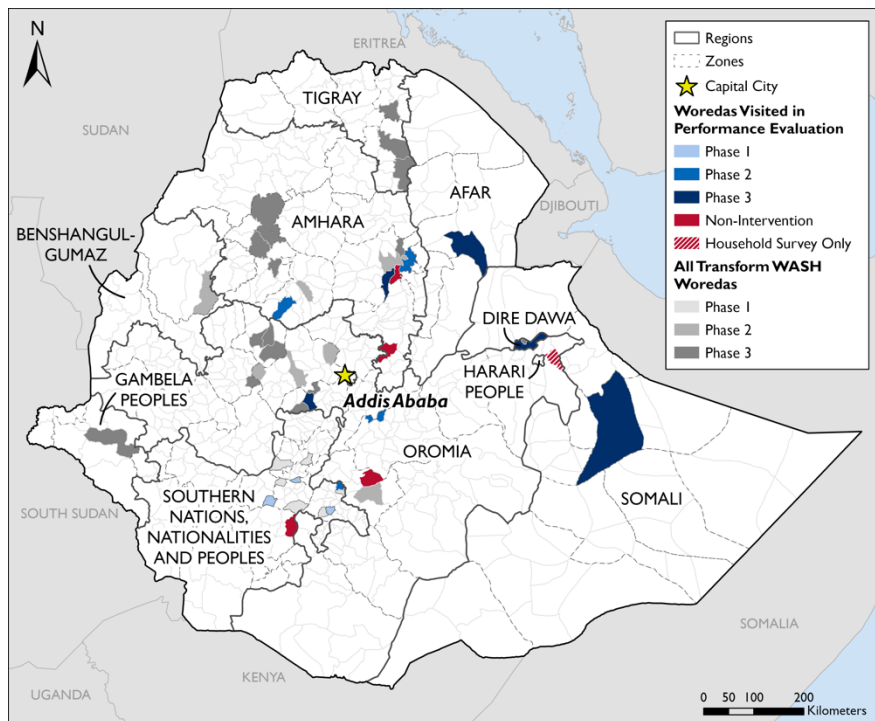 N
ERITREA
TIGRAY
SUDAN
AFAR
AMHARA
DJIBOUTI
BENSHANGUL-
GUMAZ
DIRE DAWA
HARARI
PEOPLE
GAMBELA
PEOPLES
Addis Ababa
OROMIA
SOMALI
SOUTHERN
NATIONS,
NATIONALITIES
AND PEOPLES
SOUTH SUDAN
SOMALIA
KENYA
UGANDA
Regions
Zones
Capital City
Woredas Visited in
Performance Evaluation
Phase 1
Phase 2
Phase 3
Non-Intervention
Household Survey Only
All Transform WASH
Woredas
Phase 1
Phase 2
Phase 3
0 50 100 200
Kilometers